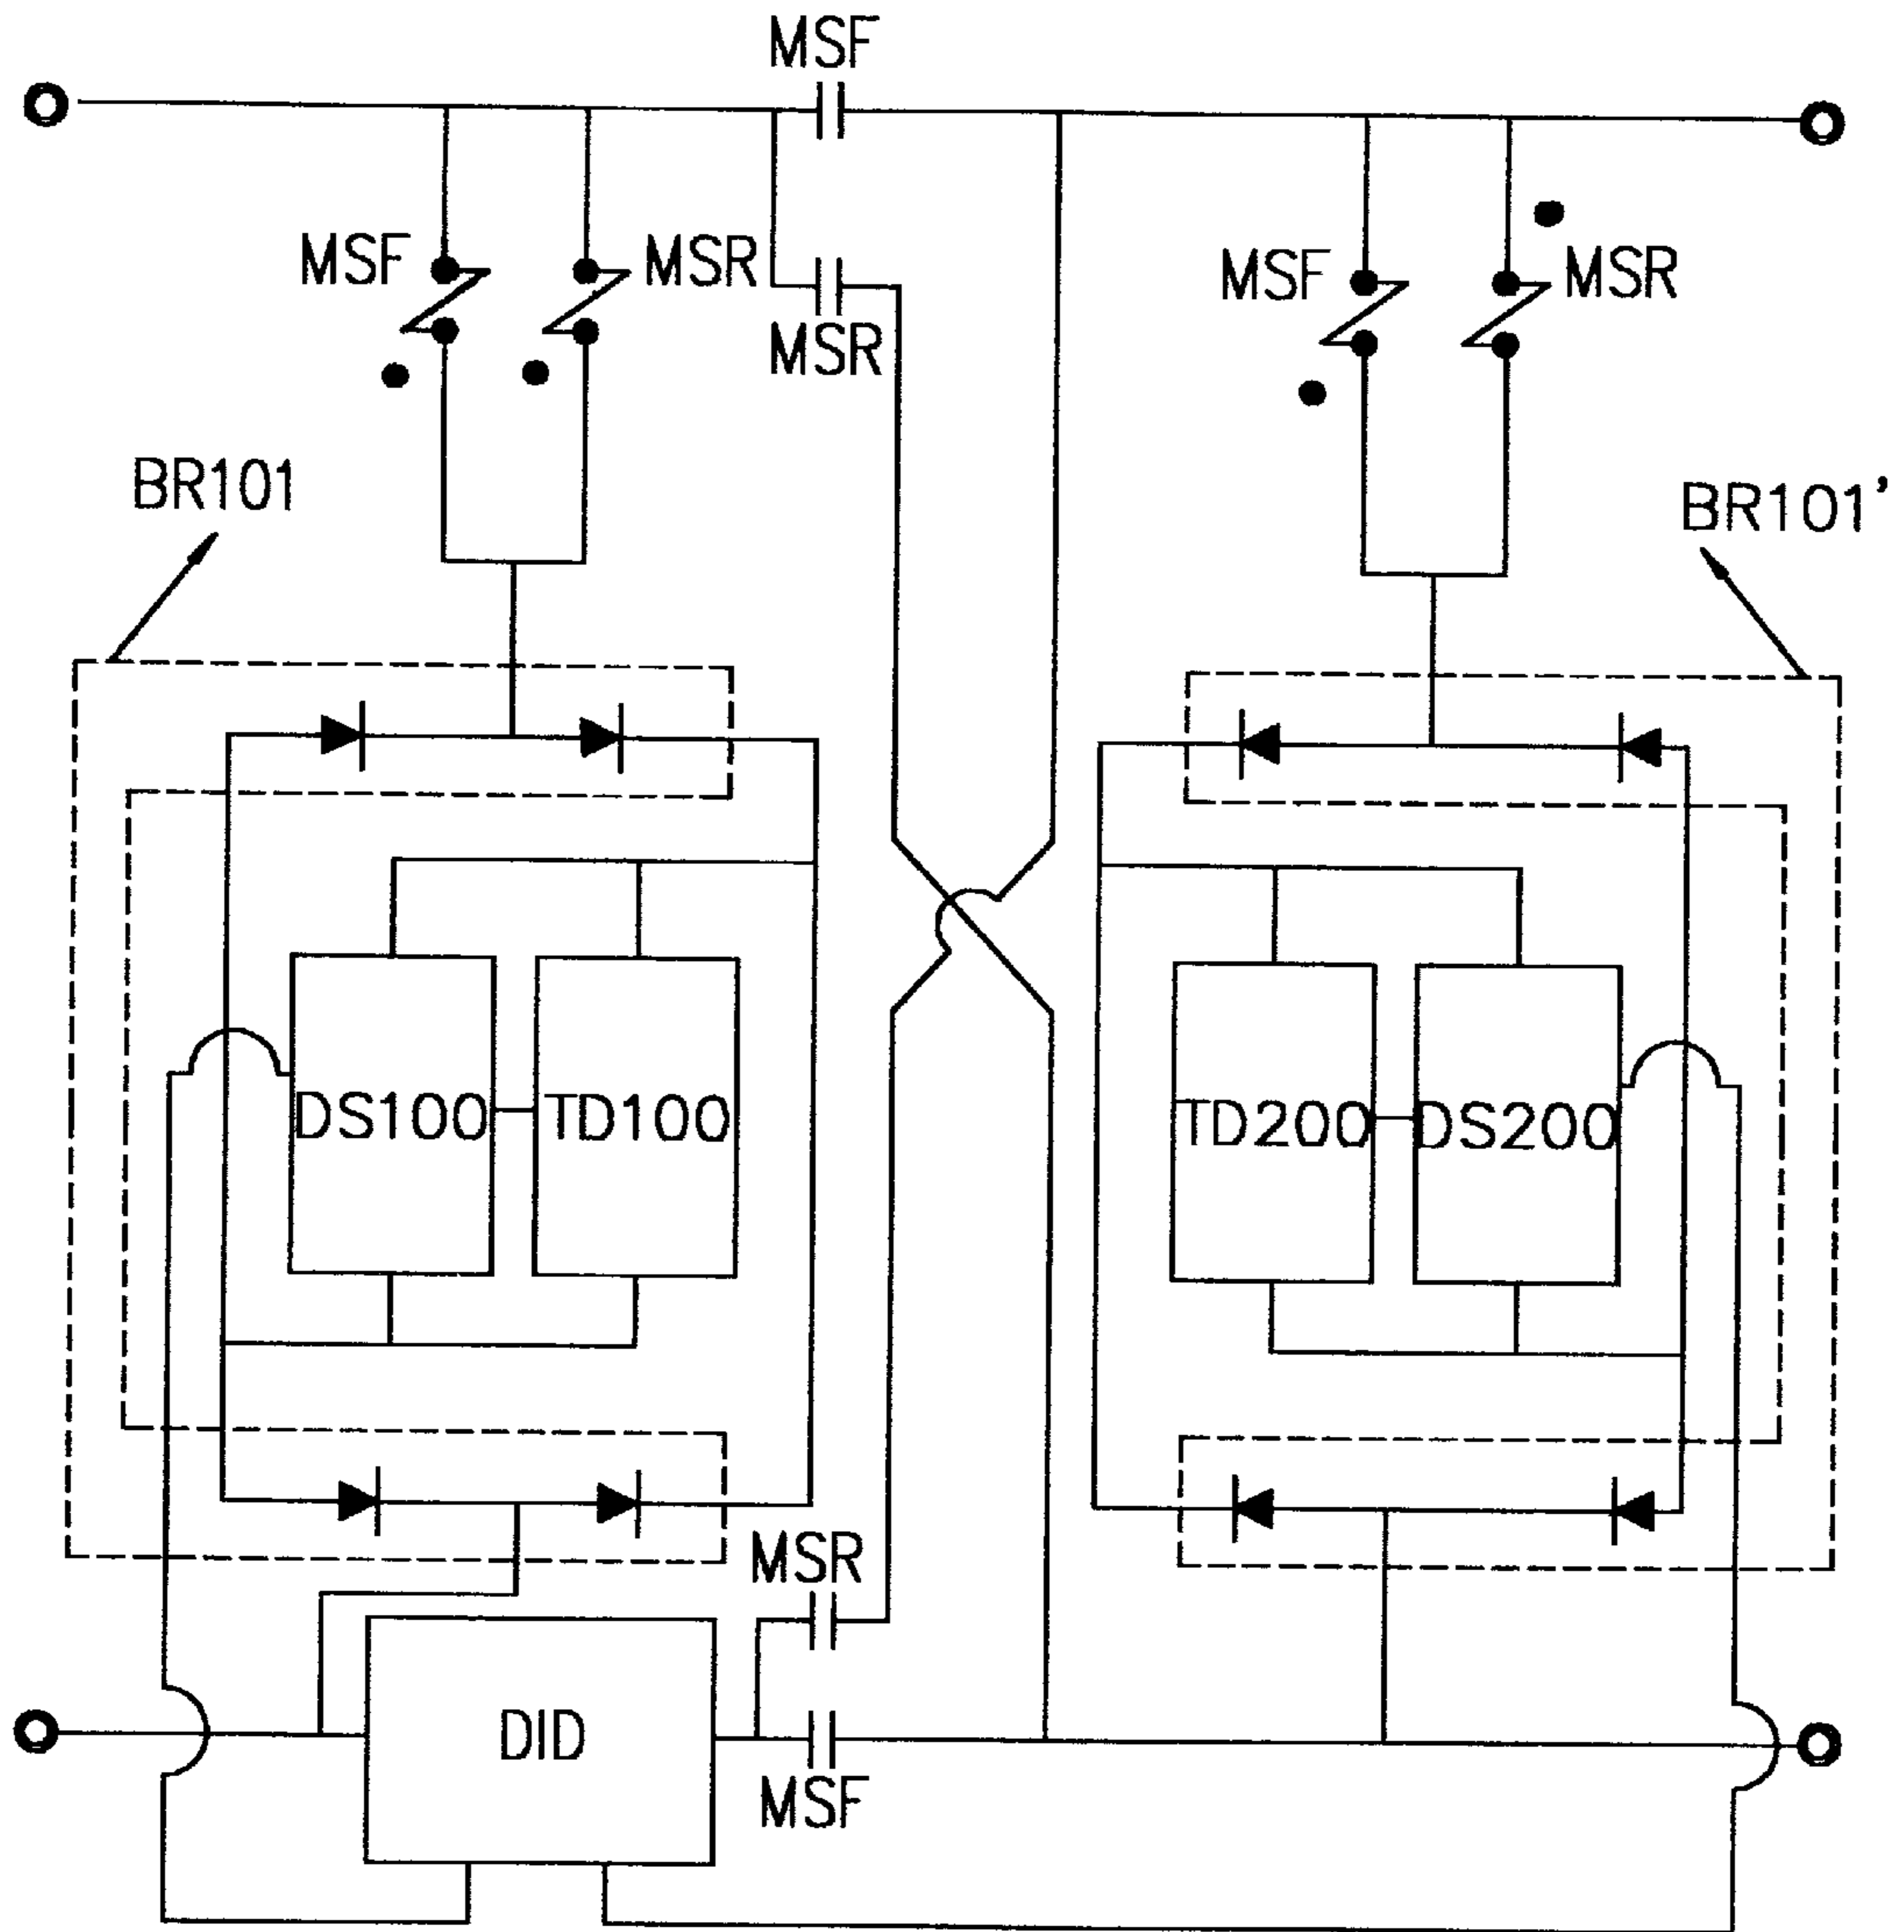 MSF
MSF
MSR
MSF
MSR
MSR
BR101
BR101'
DS100
TD100
TD200
DS200
MSR
DID
MSF